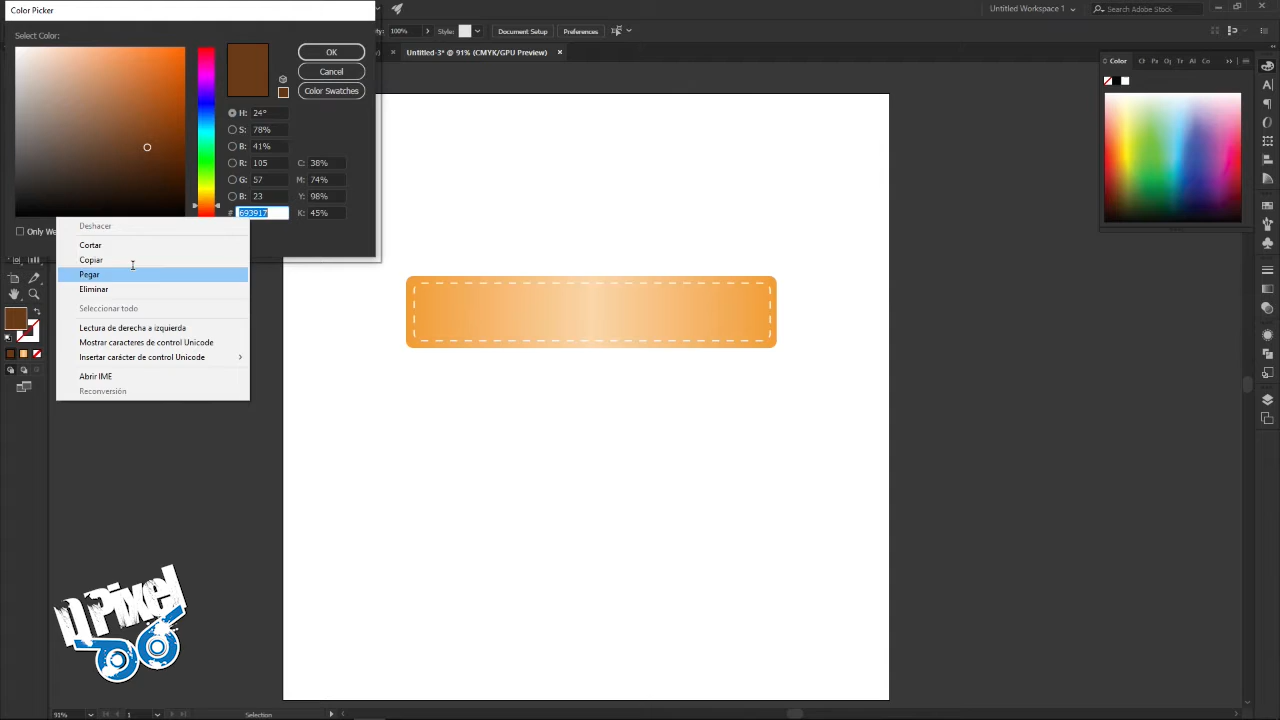 Color Picker
Untitled Workspace 1
Search Adobe Stock
100%
Style:
Document Setup
Preferences
Select Color:
OK
Cancel
Color Swatches
Untitled-3* @ 91% (CMYK/GPU Preview)
Color
H: 24°
S: 78%
B: 41%
R: 105
C: 38%
G: 57
M: 74%
B: 23
Y: 98%
# 693917
K: 45%
Deshacer
Only We
Cortar
Copiar
Pegar
Eliminar
Seleccionar todo
Lectura de derecha a izquierda
Mostrar caracteres de control Unicode
Insertar carácter de control Unicode
Abrir IME
Reconversión
D Pixel
91%
1
Selection